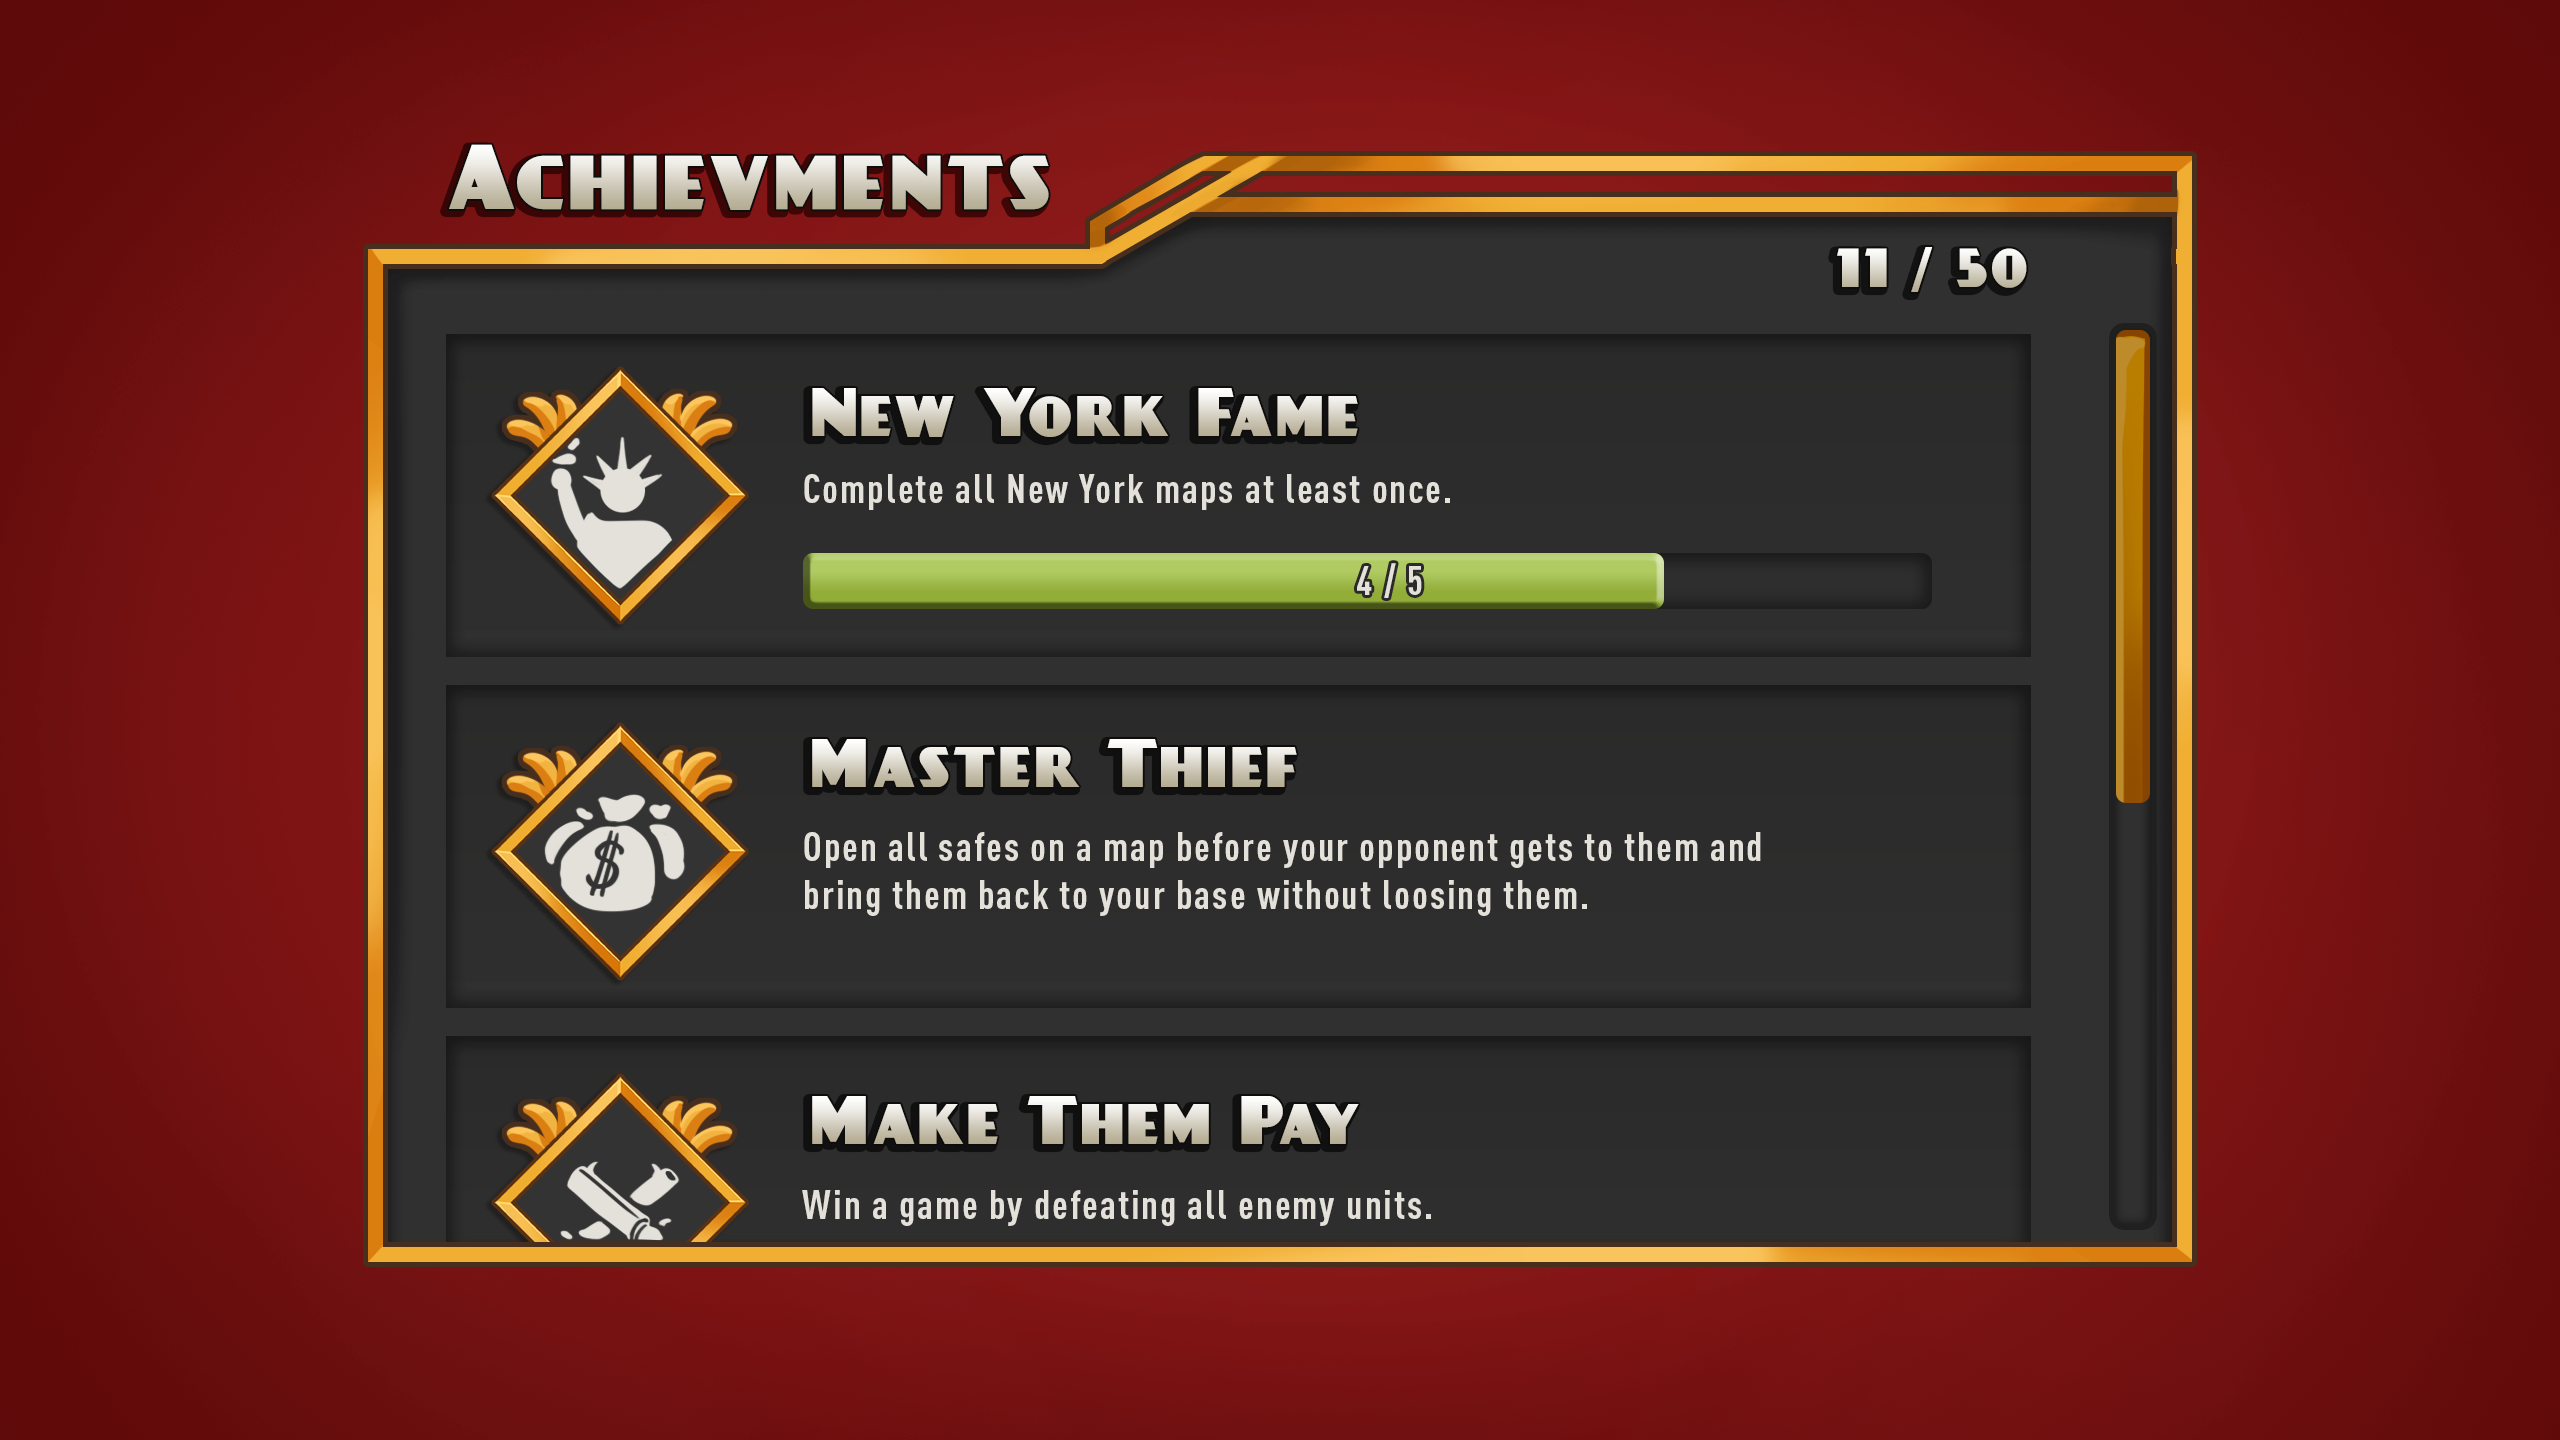 Achievments
11 / 50
New York Fame
Complete all New York maps at least once.
4 / 5
Master Thief
$
Open all safes on a map before your opponent gets to them and
bring them back to your base without loosing them.
Make Them Pay
Win a game by defeating all enemy units.